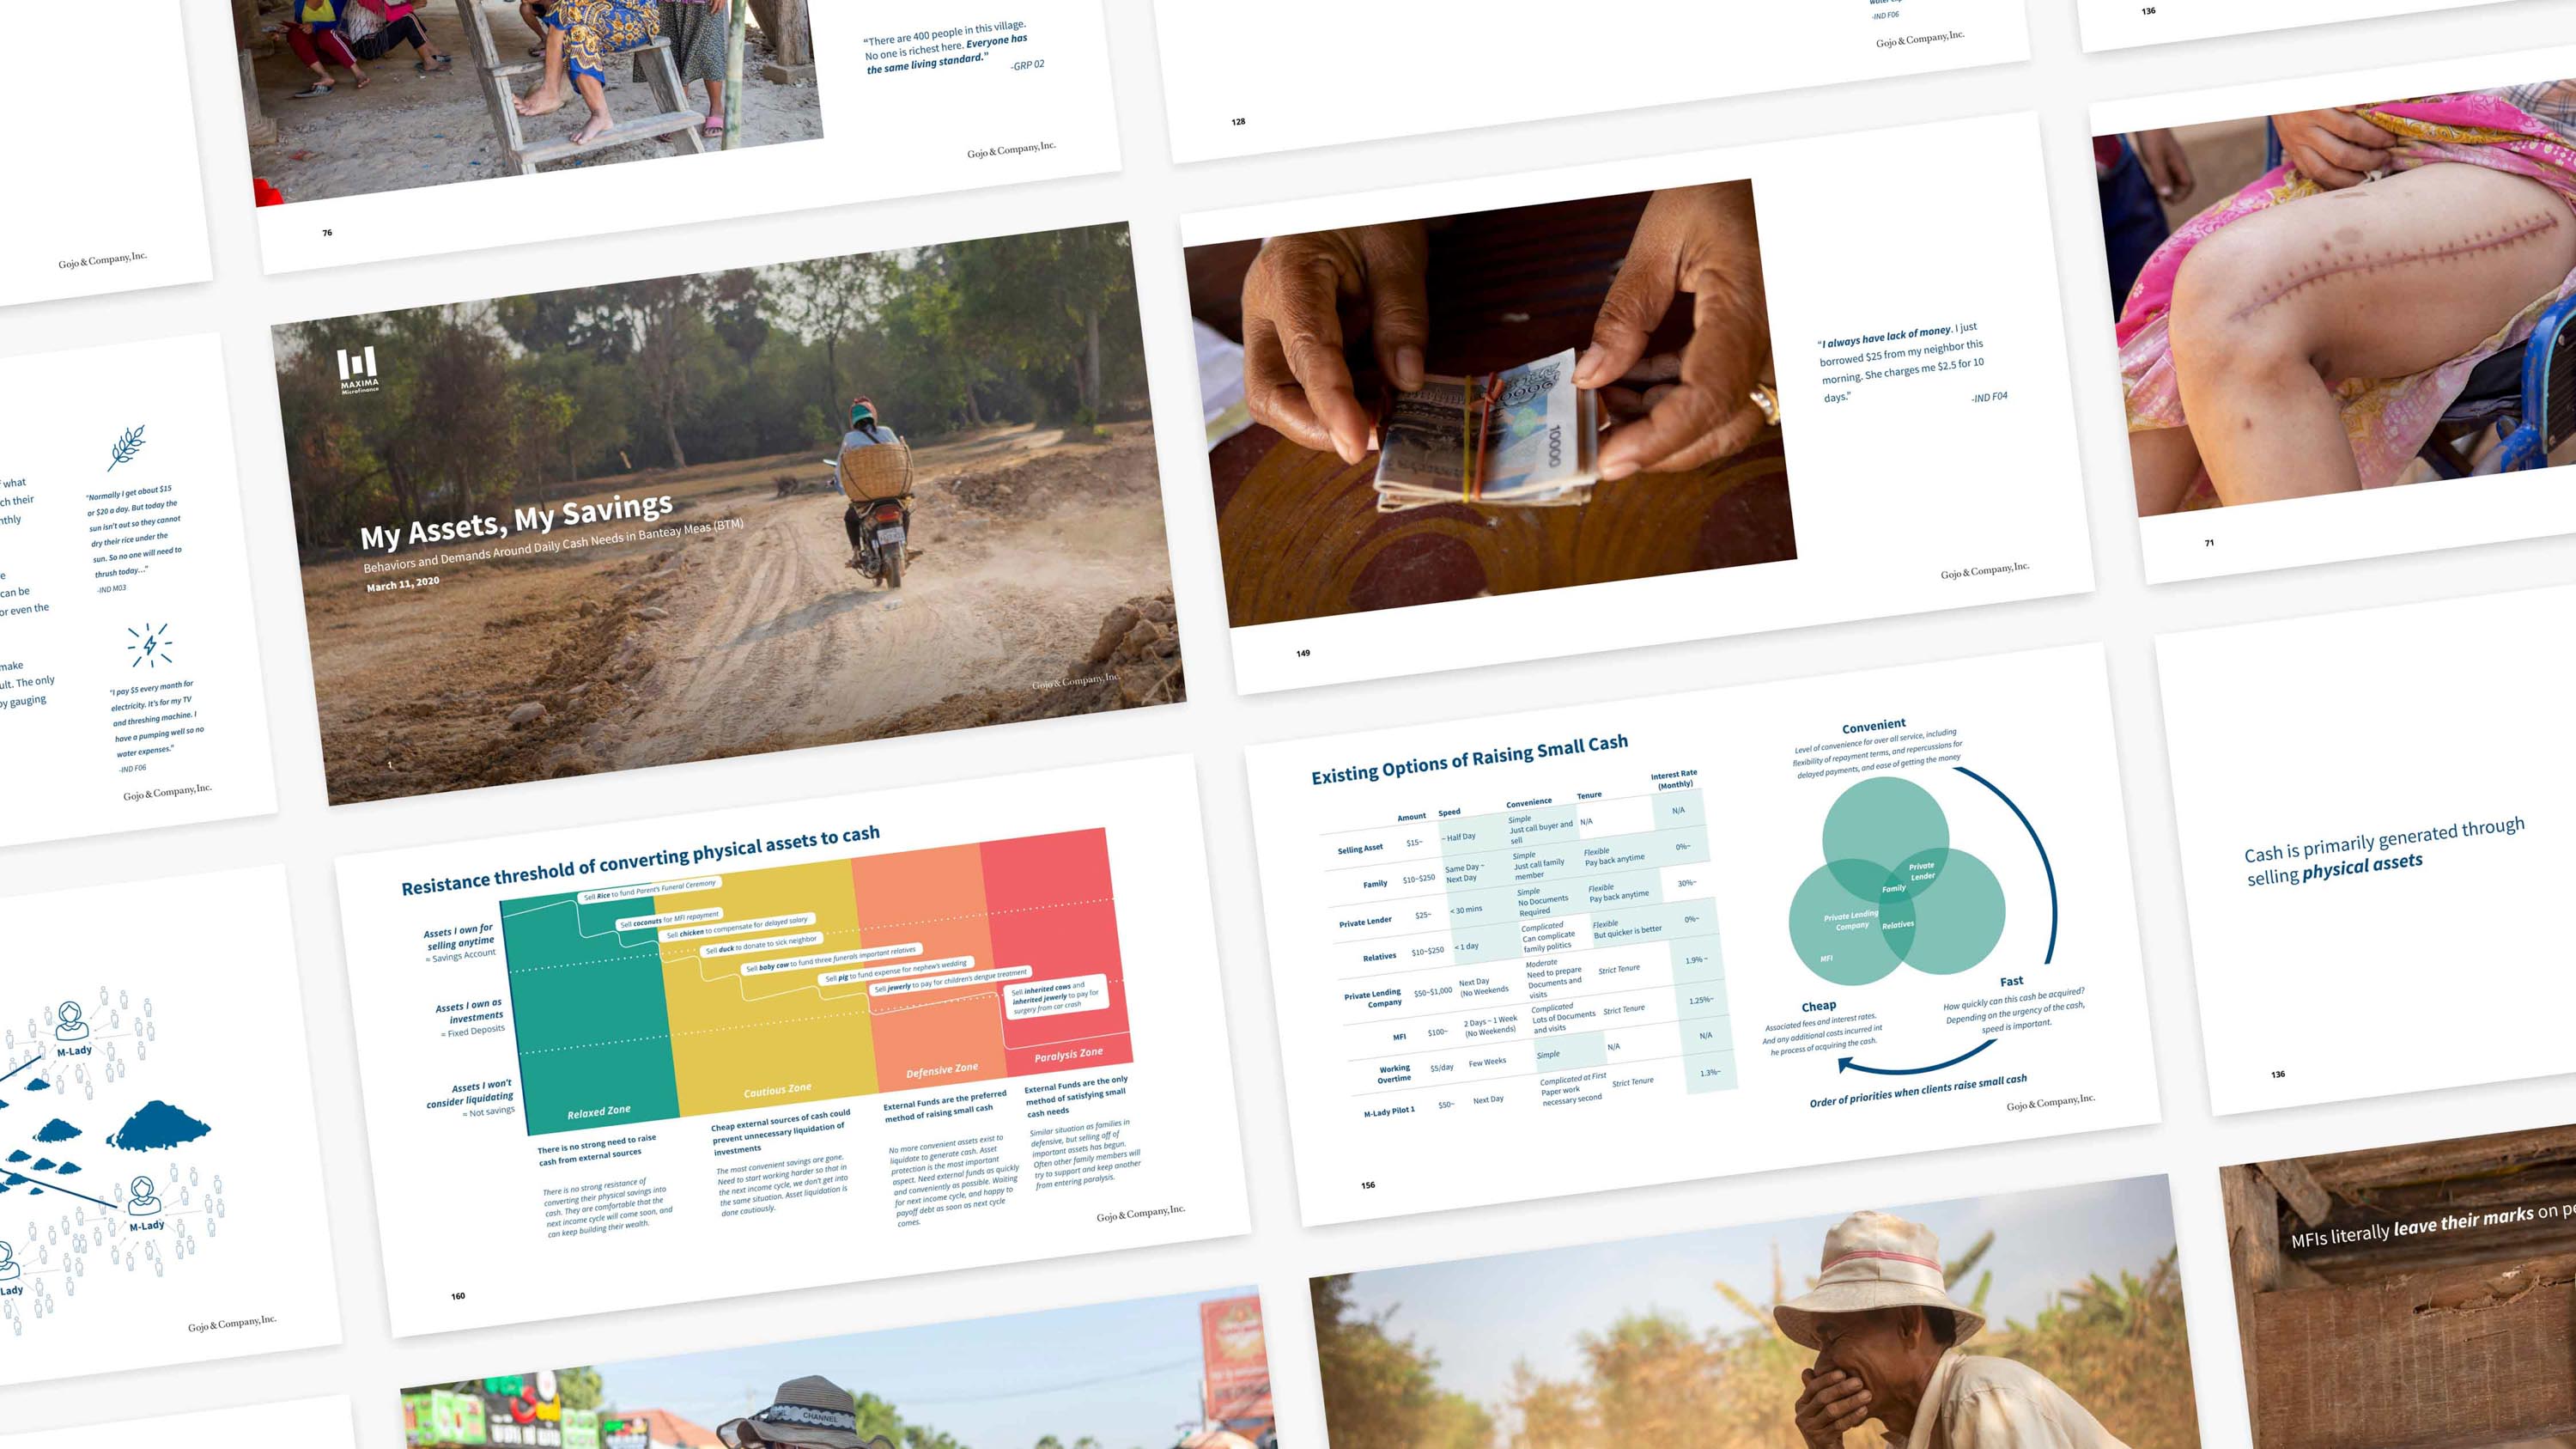 "There are 400 people in this village.
No one is richest here. Everyone has
the same living standard."
-GRP 02
Gojo & Company, Inc.
76
-IND F06
Gojo & Company, Inc.
128
136
Gojo & Company, Inc.
what
ch their
nthly
e
can be
or even the
make
ult. The only
by gauging
"Normally I get about $15
or $20 a day. But today the
sun isn't out so they cannot
dry their rice under the
sun. So no one will need to
thrush today..."
-IND M03
"I pay $5 every month for
electricity. It's for my TV
and threshing machine. I
have a pumping well so no
water expenses."
-IND F06
Gojo & Company, Inc.
MAXIMA
Microfinance
My Assets, My Savings
Behaviors and Demands Around Daily Cash Needs in Banteay Meas (BTM)
March 11, 2020
Gojo & Company, Inc.
1
10000
"I always have lack of money. I just
borrowed $25 from my neighbor this
morning. She charges me $2.5 for 10
days."
-IND F04
Gojo & Company, Inc.
149
71
M-Lady
M-Lady
Lady
Gojo & Company, Inc.
Resistance threshold of converting physical assets to cash
Assets I own for
selling anytime
= Savings Account
Assets I own as
investments
= Fixed Deposits
Assets I won't
consider liquidating
= Not savings
Sell Rice to fund Parent's Funeral Ceremony
Sell coconuts for MFI repayment
Sell chicken to compensate for delayed salary
Sell duck to donate to sick neighbor
Sell baby cow to fund three funerals important relatives
Sell pig to fund expense for nephew's wedding
Sell jewerly to pay for children's dengue treatment
Sell inherited cows and
inherited jewerly to pay for
surgery from car crash
Relaxed Zone
Cautious Zone
Defensive Zone
Paralysis Zone
There is no strong need to raise
cash from external sources
There is no strong resistance of
converting their physical savings into
cash. They are comfortable that the
next income cycle will come soon, and
can keep building their wealth.
Cheap external sources of cash could
prevent unnecessary liquidation of
investments
The most convenient savings are gone.
Need to start working harder so that in
the next income cycle, we don't get into
the same situation. Asset liquidation is
done cautiously.
External Funds are the preferred
method of raising small cash
No more convenient assets exist to
liquidate to generate cash. Asset
protection is the most important
aspect. Need external funds as quickly
and conveniently as possible. Waiting
for next income cycle, and happy to
payoff debt as soon as next cycle
comes.
External Funds are the only
method of satisfying small
cash needs
Similar situation as families in
defensive, but selling off of
important assets has begun.
Often other family members will
try to support and keep another
from entering paralysis.
Gojo & Company, Inc.
160
Existing Options of Raising Small Cash
Amount Speed Convenience Tenure Interest Rate (Monthly)
Selling Asset $15~ ~ Half Day Simple Just call buyer and sell N/A N/A
Family $10~$250 Same Day ~ Next Day Simple Just call family member Flexible Pay back anytime 0%~
Private Lender $25~ < 30 mins Simple No Documents Required Flexible Pay back anytime 30%~
Relatives $10~$250 < 1 day Complicated Can complicate family politics Flexible But quicker is better 0%~
Private Lending Company $50~$1,000 Next Day (No Weekends Moderate Need to prepare Documents and visits Strict Tenure 1.9% ~
MFI $100~ 2 Days ~ 1 Week (No Weekends) Complicated Lots of Documents and visits Strict Tenure 1.25%~
Working Overtime $5/day Few Weeks Simple N/A N/A
M-Lady Pilot 1 $50~ Next Day Complicated at First Paper work necessary second Strict Tenure 1.3%~
Convenient
Level of convenience for over all service, including
flexibility of repayment terms, and repercussions for
delayed payments, and ease of getting the money
Private
Lender
Family
Private Lending
Company
Relatives
MFI
Fast
How quickly can this cash be acquired?
Depending on the urgency of the cash,
speed is important.
Cheap
Associated fees and interest rates.
And any additional costs incurred int
he process of acquiring the cash.
Order of priorities when clients raise small cash
Gojo & Company, Inc.
156
Cash is primarily generated through
selling physical assets
136
CHANNEL
MFIs literally leave their marks on pe